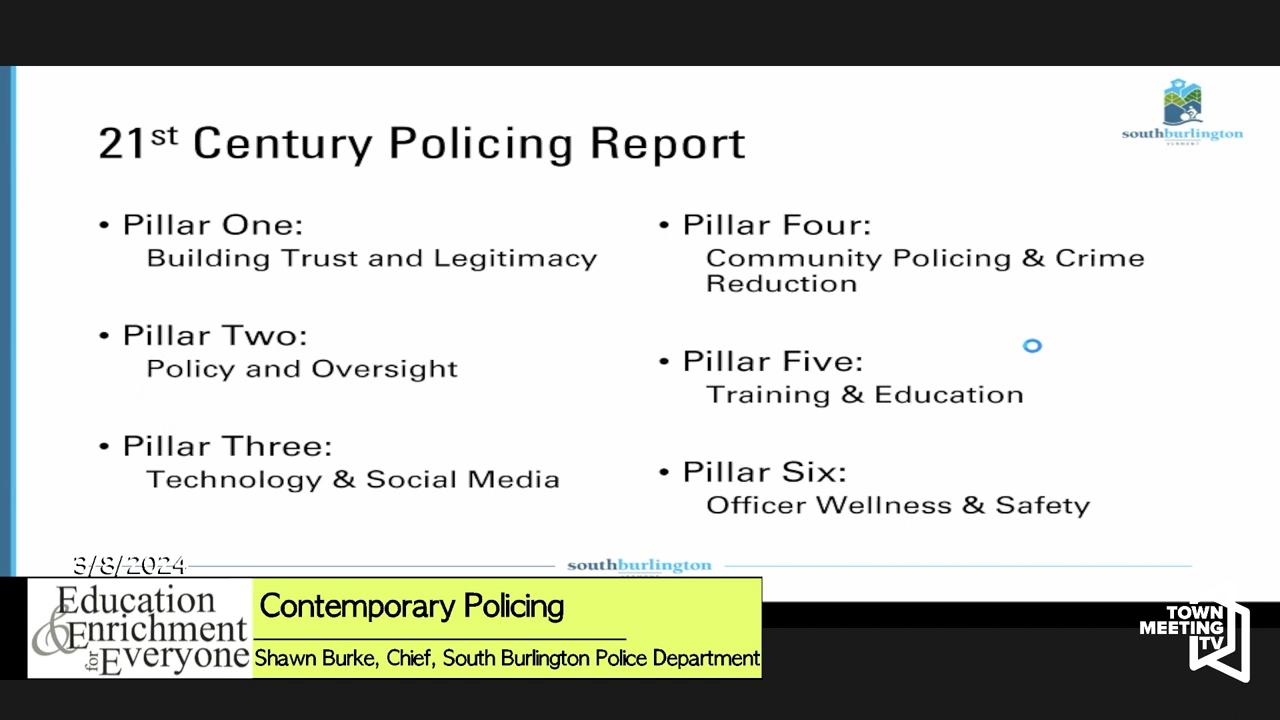 21st Century Policing Report
southburlington
VERMONT
• Pillar One:
Building Trust and Legitimacy
• Pillar Two:
Policy and Oversight
• Pillar Three:
Technology & Social Media
• Pillar Four:
Community Policing & Crime
Reduction
• Pillar Five:
Training & Education
• Pillar Six:
Officer Wellness & Safety
3/8/2024
southburlington
Education
& Enrichment
for Everyone
Contemporary Policing
Shawn Burke, Chief, South Burlington Police Department
TOWN
MEETING
TV